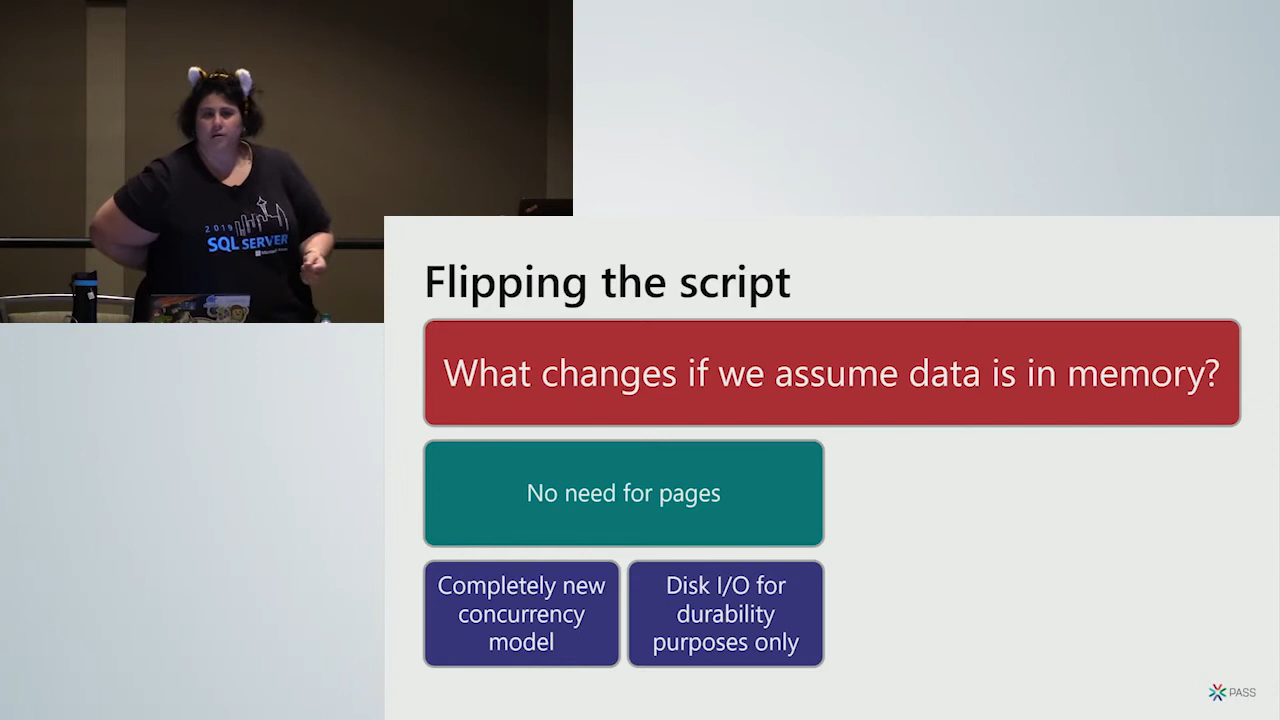 2019
SQL SERVER
Flipping the script
What changes if we assume data is in memory?
No need for pages
Completely new
concurrency
model
Disk I/O for
durability
purposes only
PASS